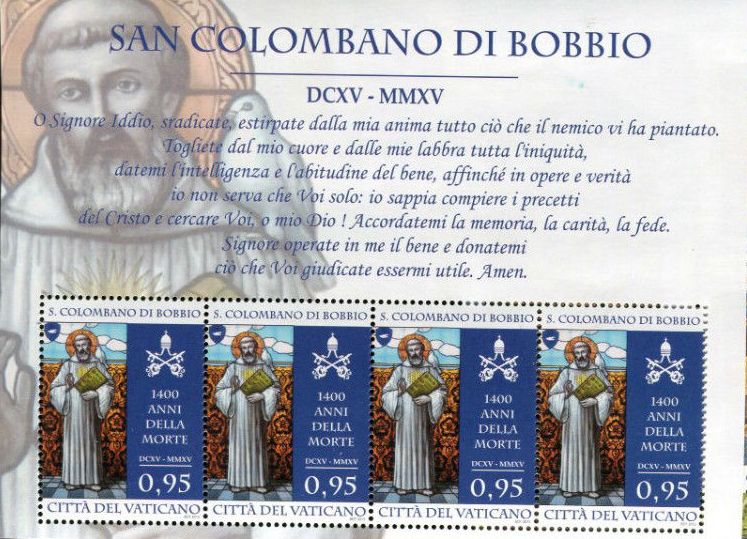 SAN COLOMBANO DI BOBBIO
DCXV - MMXV
O Signore Iddio, sradicate, estirpate dalla mia anima tutto ciò che il nemico vi ha piantato.
Togliete dal mio cuore e dalle mie labbra tutta l'iniquità,
datemi l'intelligenza e l'abitudine del bene, affinché in opere e verità
io non serva che Voi solo: io sappia compiere i precetti
del Cristo e cercare Voi, o mio Dio ! Accordatemi la memoria, la carità, la fede.
Signore operate in me il bene e donatemi
ciò che Voi giudicate essermi utile. Amen.
S. COLOMBANO DI BOBBIO
1400
ANNI
DELLA
MORTE
DCXV - MMXV
0,95
CITTÀ DEL VATICANO
S. COLOMBANO DI BOBBIO
1400
ANNI
DELLA
MORTE
DCXV - MMXV
0,95
CITTÀ DEL VATICANO
S. COLOMBANO DI BOBBIO
1400
ANNI
DELLA
MORTE
DCXV - MMXV
0,95
CITTÀ DEL VATICANO
S. COLOMBANO DI BOBBIO
1400
ANNI
DELLA
MORTE
DCXV - MMXV
0,95
CITTÀ DEL VATICANO